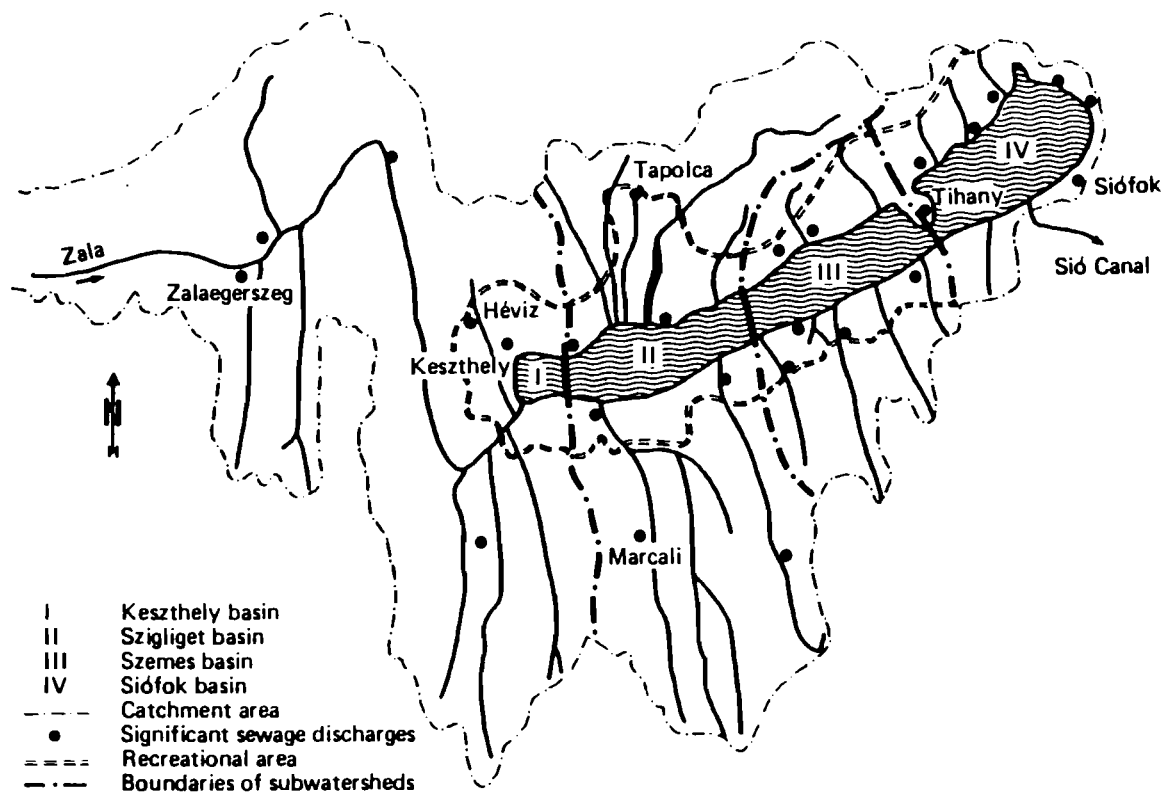 Tapolca
IV
Tihany
Siófok
Zala
Sió Canal
III
Zalaegerszeg
Héviz
II
Keszthely
I
N
Marcali
I Keszthely basin
II Szigliget basin
III Szemes basin
IV Siófok basin
Catchment area
Significant sewage discharges
Recreational area
Boundaries of subwatersheds